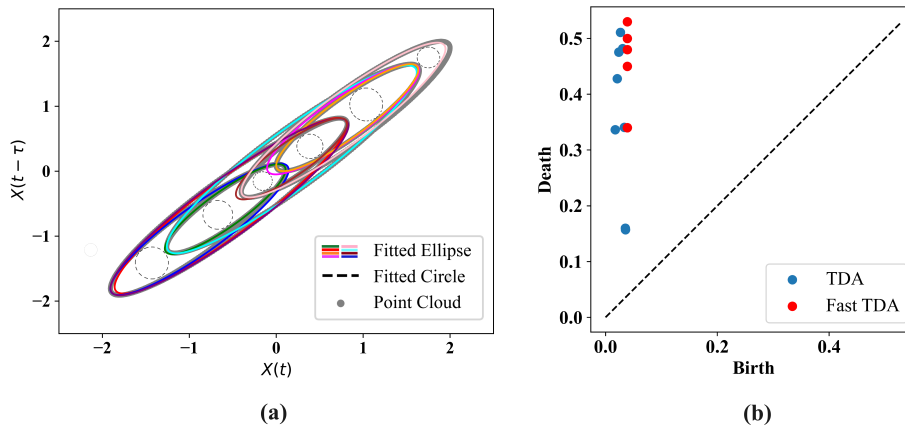 2
1
0
−1
−2
X(t − τ)
−2
−1
0
1
2
X(t)
Fitted Ellipse
Fitted Circle
Point Cloud
(a)
0.5
0.4
0.3
0.2
0.1
0.0
Death
0.0
0.2
0.4
Birth
TDA
Fast TDA
(b)